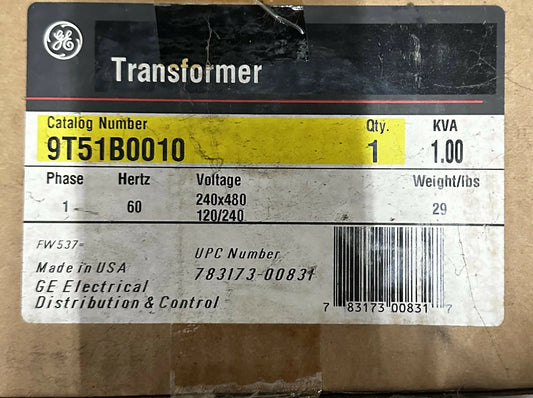 GE
Transformer
Catalog Number Qty. KVA
9T51B0010 1 1.00
Phase Hertz Voltage Weight/lbs
1 60 240x480 29
120/240
FW537-
UPC Number
Made in USA 783173-00831
GE Electrical
Distribution & Control
7 83173 00831 7